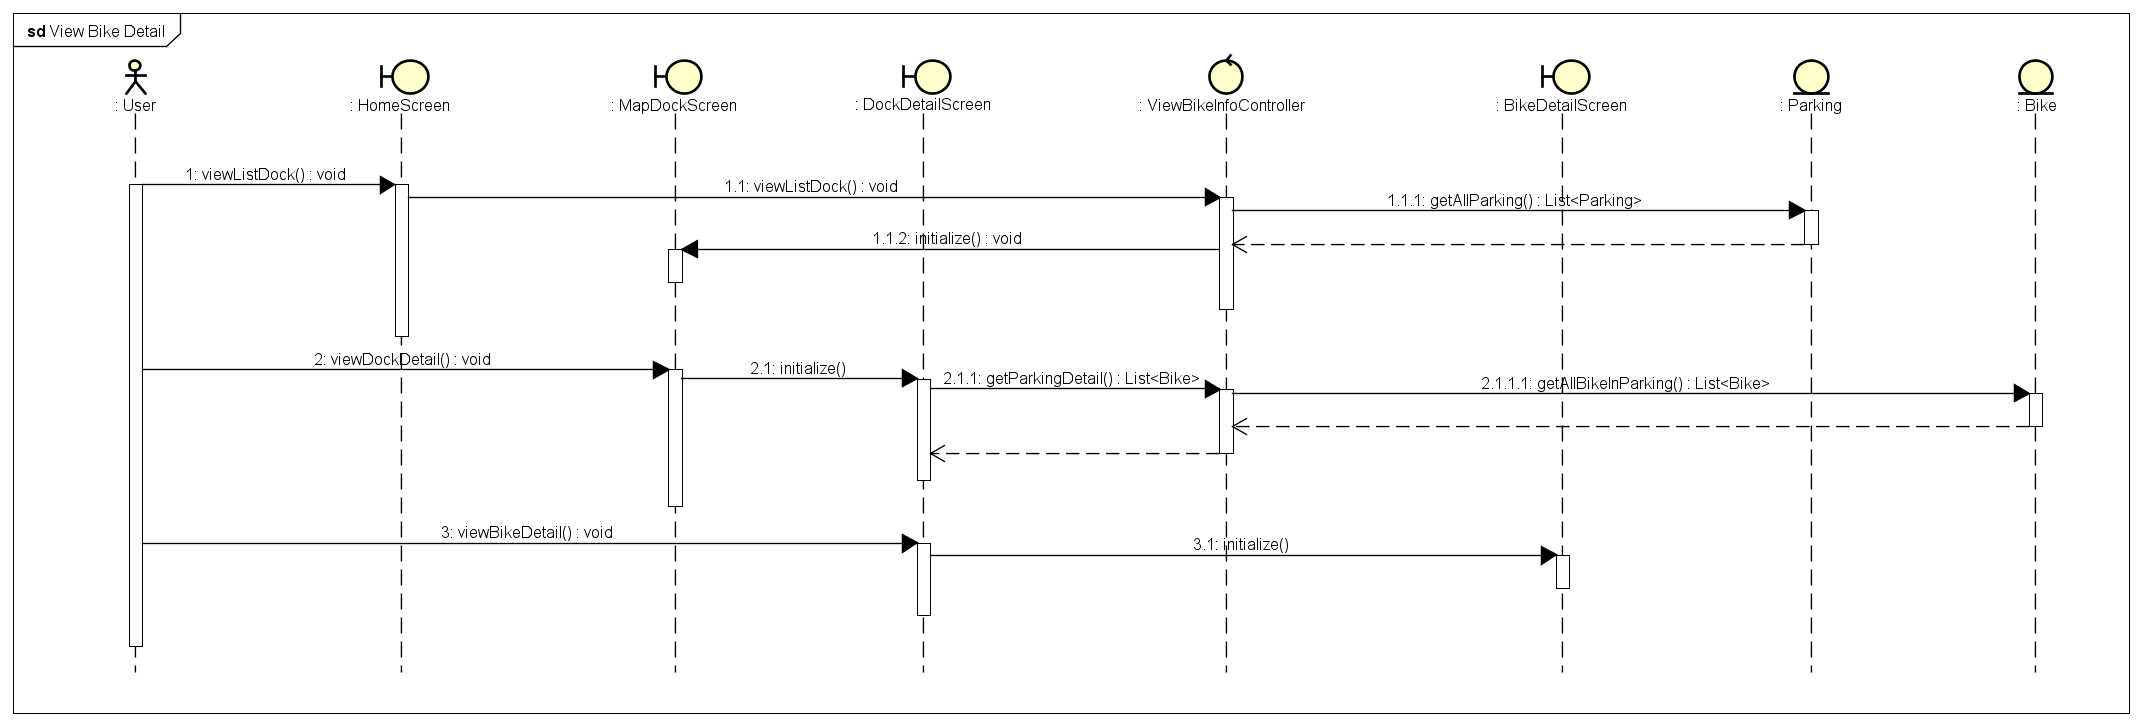 sd View Bike Detail
: User
: HomeScreen
: MapDockScreen
: DockDetailScreen
: ViewBikeInfoController
: BikeDetailScreen
: Parking
: Bike
1: viewListDock() : void
1.1: viewListDock() : void
1.1.1: getAllParking() : List<Parking>
1.1.2: initialize() : void
2: viewDockDetail() : void
2.1: initialize()
2.1.1: getParkingDetail() : List<Bike>
2.1.1.1: getAllBikeInParking() : List<Bike>
3: viewBikeDetail() : void
3.1: initialize()